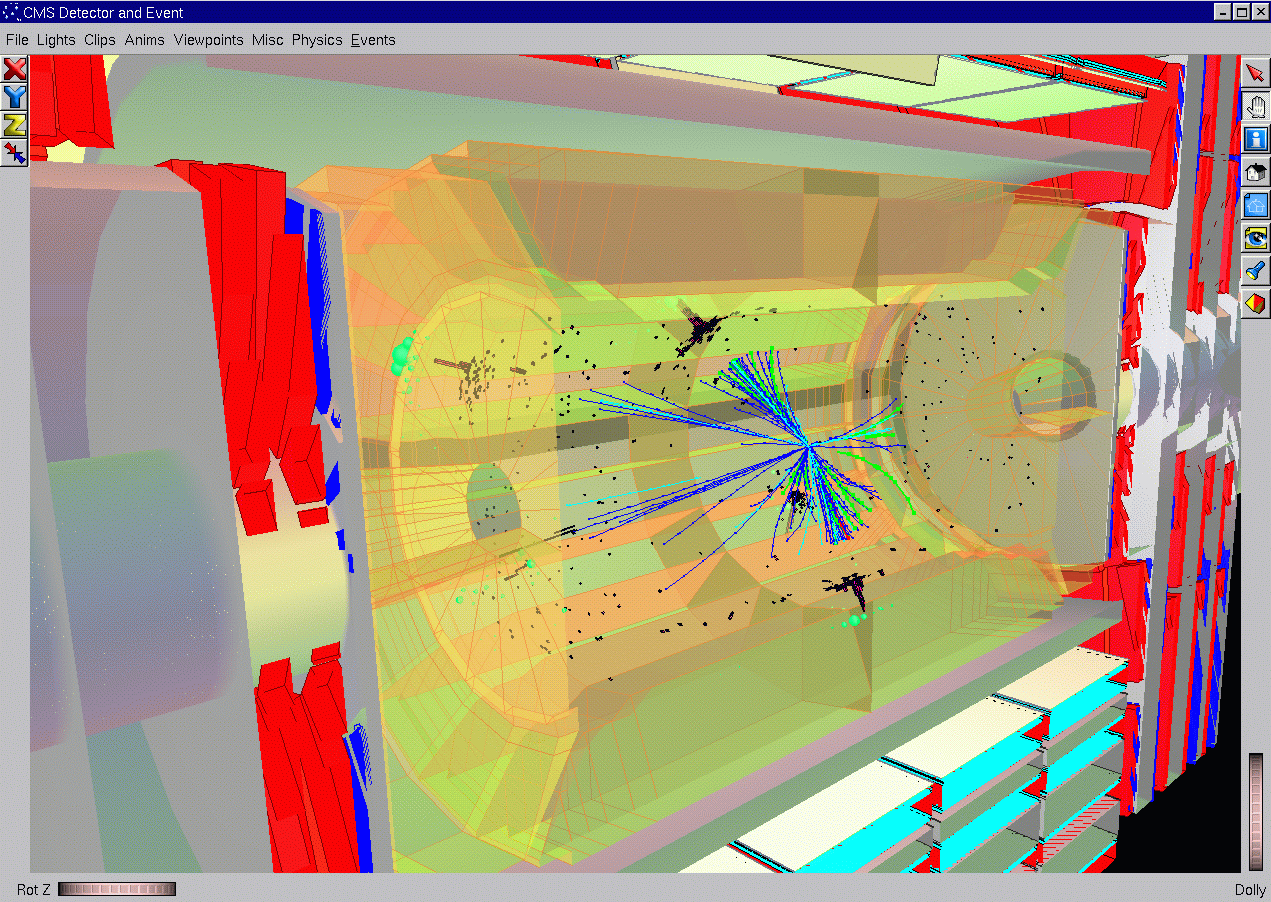 CMS Detector and Event
File Lights Clips Anims Viewpoints Misc Physics Events
X
Y
Z
Rot Z
Dolly